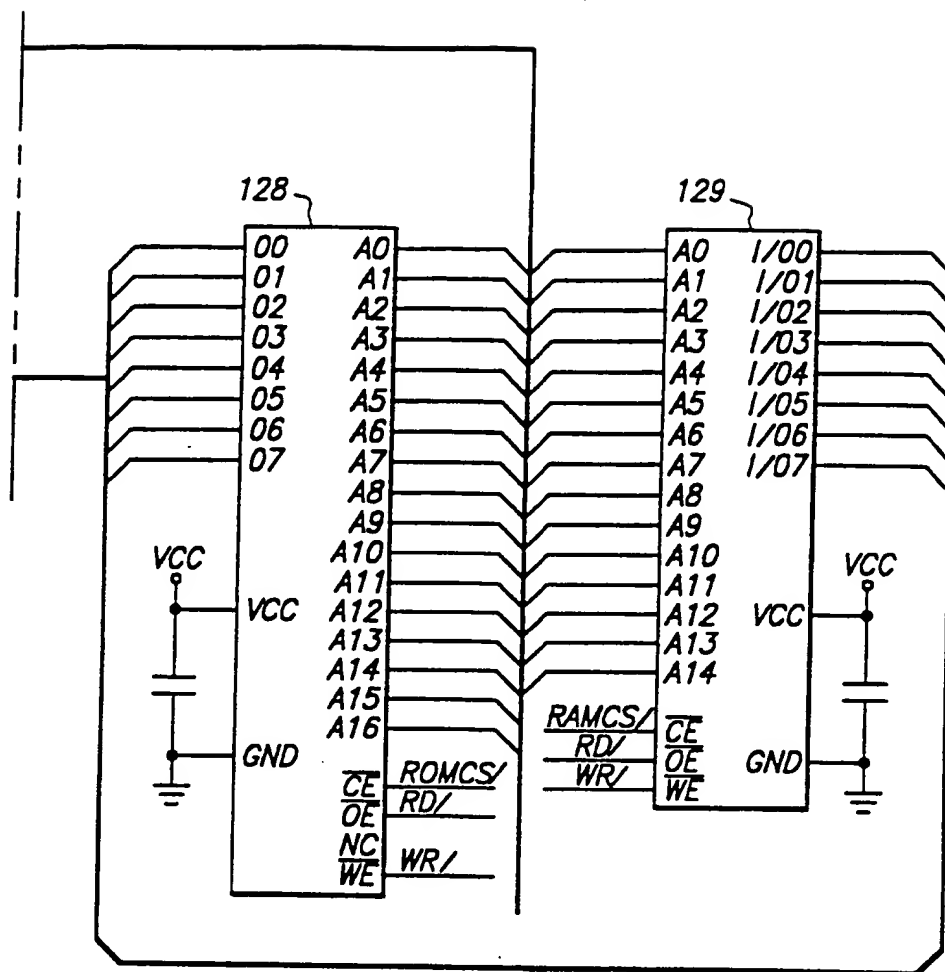 128
00
01
02
03
04
05
06
07
VCC
VCC
GND
A0
A1
A2
A3
A4
A5
A6
A7
A8
A9
A10
A11
A12
A13
A14
A15
A16
CE ROMCS/
OE RD/
NC
WE WR/
129
A0
A1
A2
A3
A4
A5
A6
A7
A8
A9
A10
A11
A12
A13
A14
RAMCS/ CE
RD/ OE
WR/ WE
I/00
I/01
I/02
I/03
I/04
I/05
I/06
I/07
VCC
VCC
GND